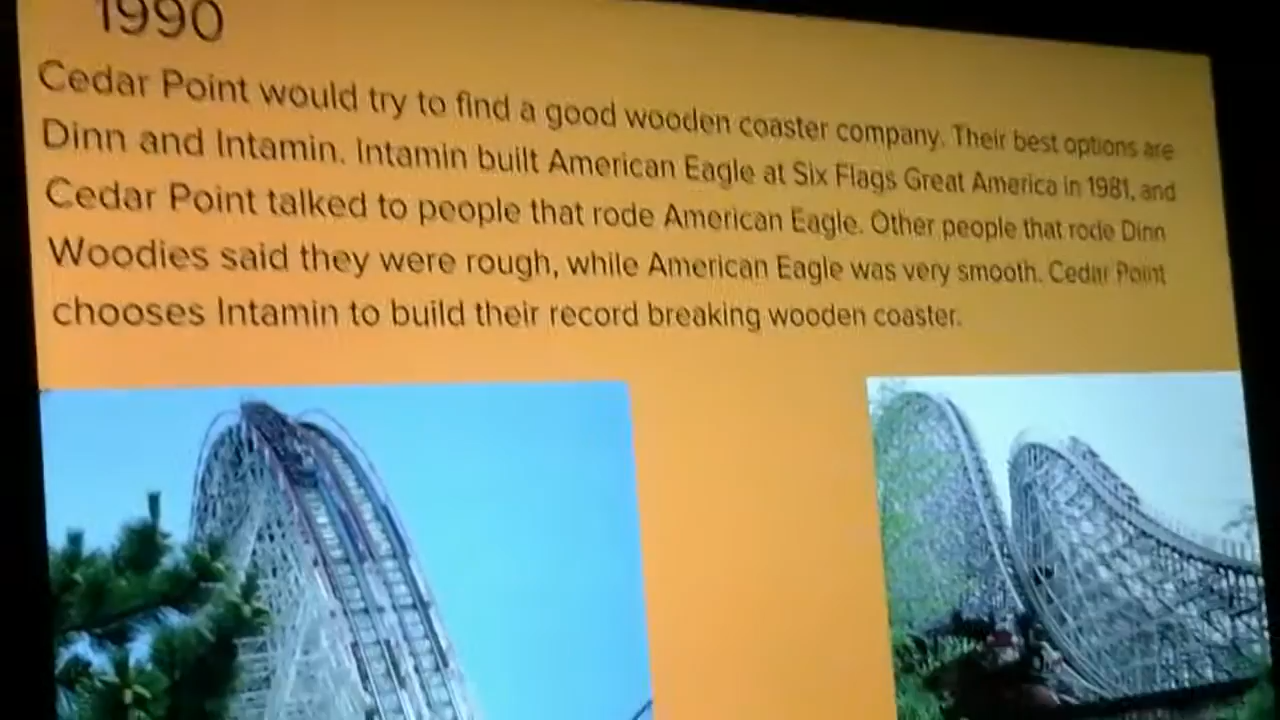 1990
Cedar Point would try to find a good wooden coaster company. Their best options are
Dinn and Intamin. Intamin built American Eagle at Six Flags Great America in 1981, and
Cedar Point talked to people that rode American Eagle. Other people that rode Dinn
Woodies said they were rough, while American Eagle was very smooth. Cedar Point
chooses Intamin to build their record breaking wooden coaster.